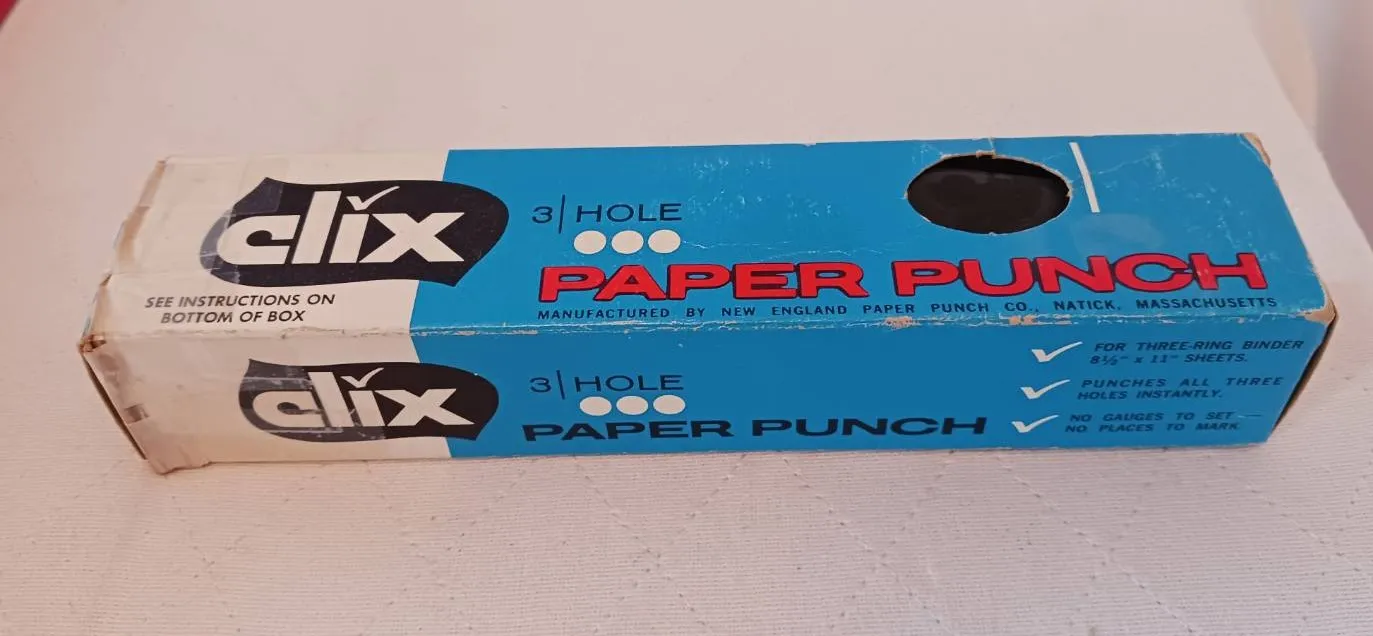 clix
3 | HOLE
PAPER PUNCH
MANUFACTURED BY NEW ENGLAND PAPER PUNCH CO., NATICK, MASSACHUSETTS
SEE INSTRUCTIONS ON
BOTTOM OF BOX
clix
3 | HOLE
PAPER PUNCH
FOR THREE-RING BINDER
8½" x 11" SHEETS.
PUNCHES ALL THREE
HOLES INSTANTLY.
NO GAUGES TO SET —
NO PLACES TO MARK.